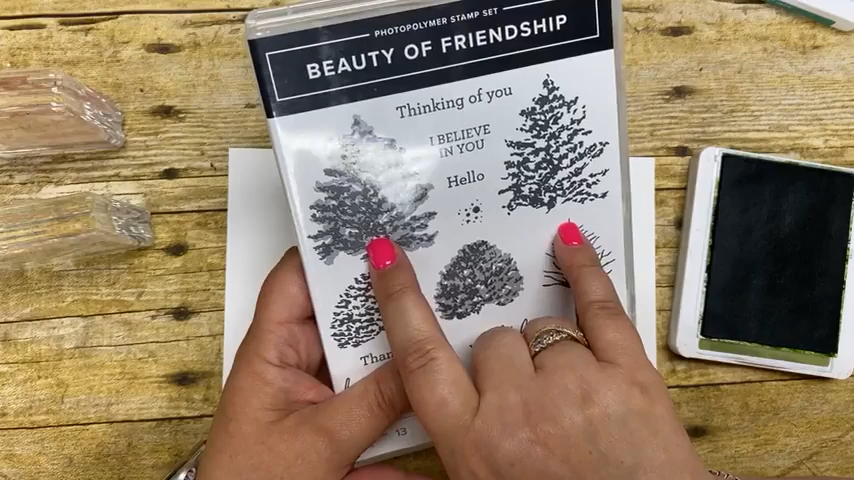 PHOTOPOLYMER STAMP SET
BEAUTY OF FRIENDSHIP
Thinking of you
I BELIEVE
IN YOU
Hello
13